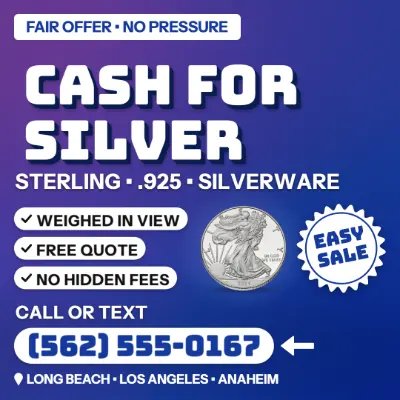 FAIR OFFER • NO PRESSURE
CASH FOR
SILVER
STERLING • .925 • SILVERWARE
WEIGHED IN VIEW
FREE QUOTE
NO HIDDEN FEES
EASY
SALE
CALL OR TEXT
(562) 555-0167
LONG BEACH • LOS ANGELES • ANAHEIM